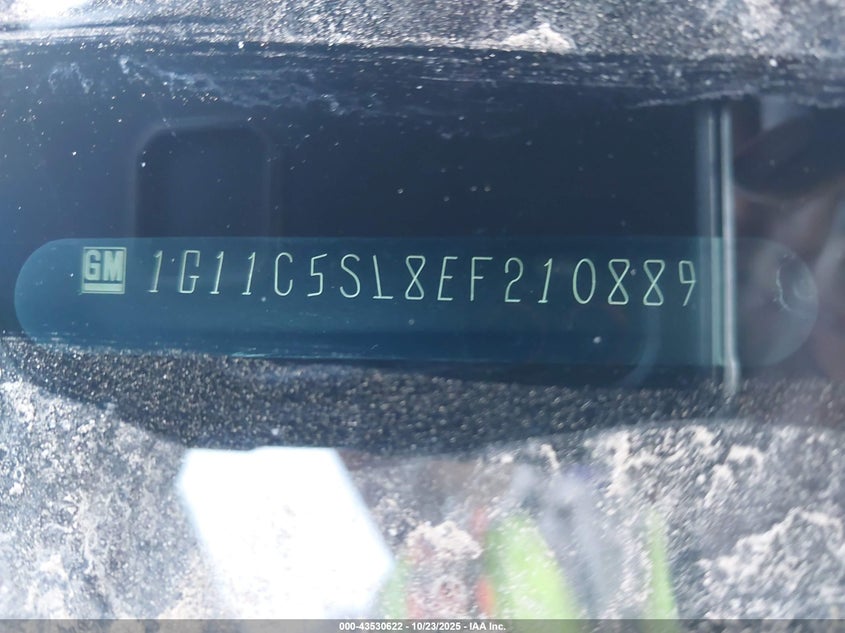 GM 1G11C5SL8EF210889
000-43530622 - 10/23/2025 - IAA Inc.